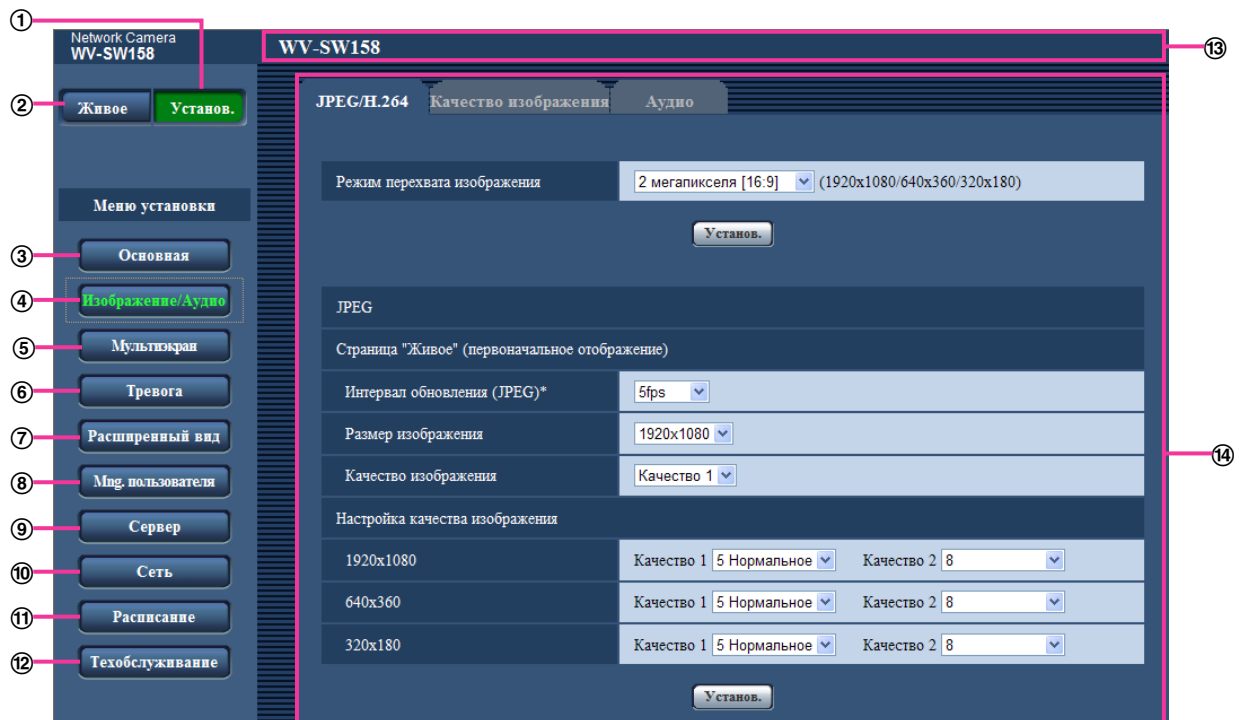 ①
Network Camera
WV-SW158
WV-SW158
⑬
② Живое Установ.
JPEG/H.264 Качество изображения Аудио
Режим перехвата изображения 2 мегапикселя [16:9] (1920x1080/640x360/320x180)
Меню установки
Установ.
③ Основная
④ Изображение/Аудио
JPEG
⑤ Мультиэкран
Страница "Живое" (первоначальное отображение)
⑥ Тревога
Интервал обновления (JPEG)* 5fps
⑦ Расширенный вид
Размер изображения 1920x1080
⑭
⑧ Mng. пользователя
Качество изображения Качество 1
⑨ Сервер
Настройка качества изображения
⑩ Сеть
1920x1080 Качество 1 5 Нормальное Качество 2 8
⑪ Расписание
640x360 Качество 1 5 Нормальное Качество 2 8
⑫ Техобслуживание
320x180 Качество 1 5 Нормальное Качество 2 8
Установ.